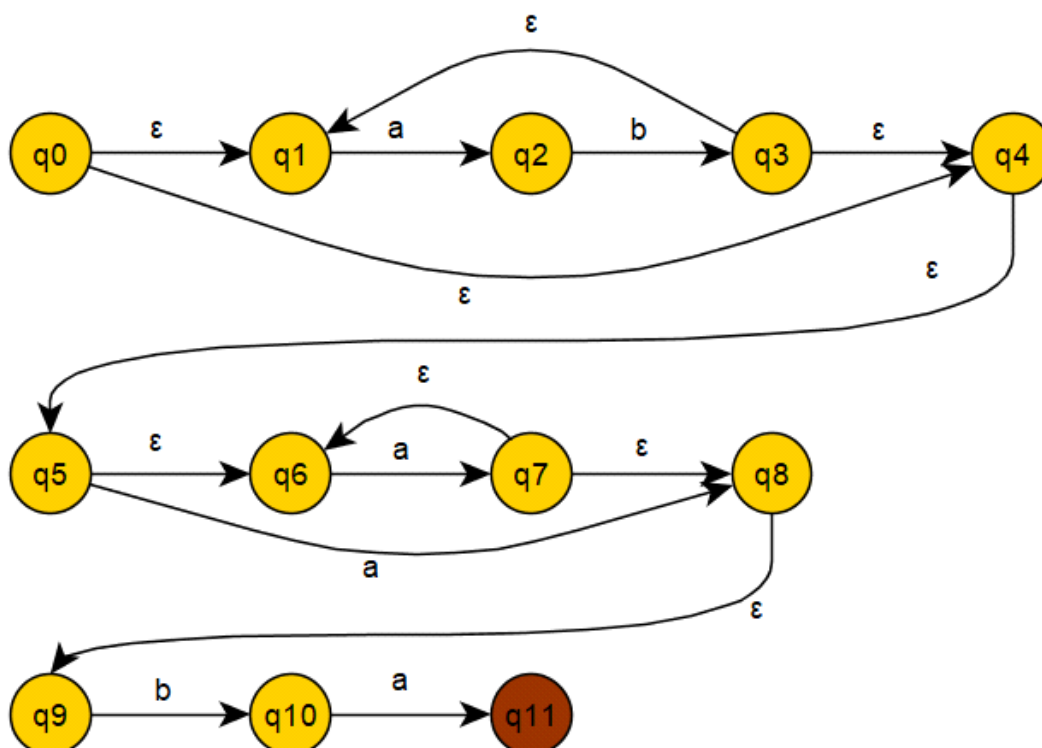 ε
ε a b ε
q0 q1 q2 q3 q4
ε ε
ε
ε a ε
q5 q6 q7 q8
a
ε
b a
q9 q10 q11